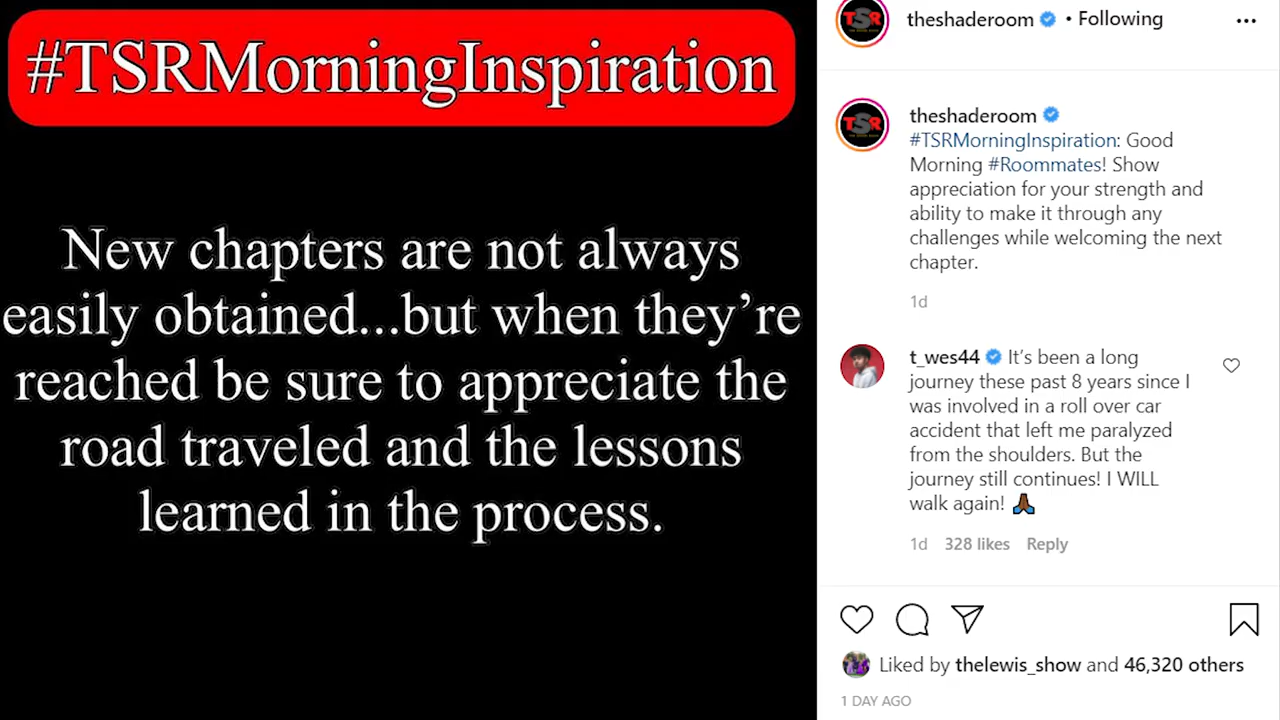 #TSRMorningInspiration
New chapters are not always
easily obtained...but when they’re
reached be sure to appreciate the
road traveled and the lessons
learned in the process.
TSR
theshaderoom • Following
TSR
theshaderoom
#TSRMorningInspiration: Good
Morning #Roommates! Show
appreciation for your strength and
ability to make it through any
challenges while welcoming the next
chapter.
1d
t_wes44 It’s been a long
journey these past 8 years since I
was involved in a roll over car
accident that left me paralyzed
from the shoulders. But the
journey still continues! I WILL
walk again! 🙏🏾
1d 328 likes Reply
Liked by thelewis_show and 46,320 others
1 DAY AGO